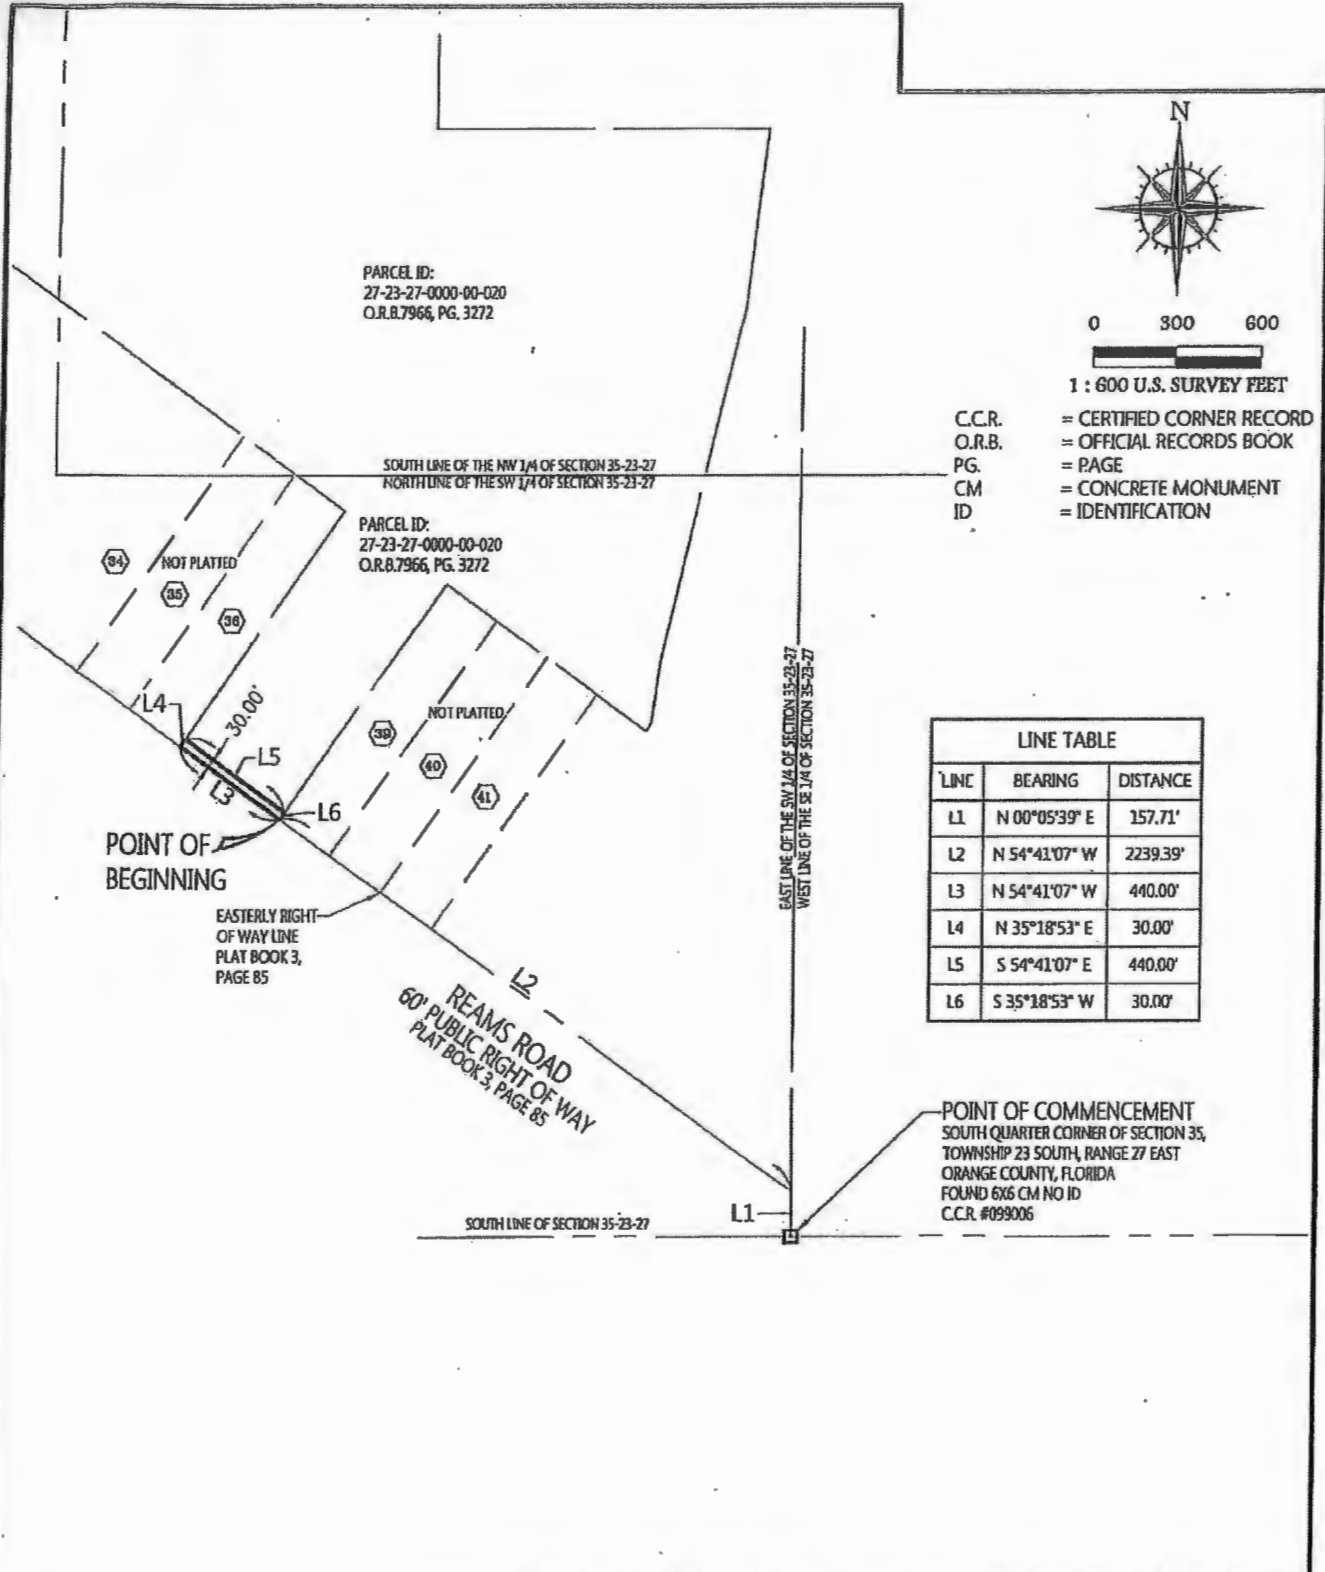 N
0 300 600
1 : 600 U.S. SURVEY FEET
C.C.R. = CERTIFIED CORNER RECORD
O.R.B. = OFFICIAL RECORDS BOOK
PG. = PAGE
CM = CONCRETE MONUMENT
ID = IDENTIFICATION
PARCEL ID:
27-23-27-0000-00-020
O.R.B.7966, PG. 3272
SOUTH LINE OF THE NW 1/4 OF SECTION 35-23-27
NORTH LINE OF THE SW 1/4 OF SECTION 35-23-27
PARCEL ID:
27-23-27-0000-00-020
O.R.B.7966, PG. 3272
34
NOT PLATTED
35
36
L4
30.00'
L5
L3
L6
39
NOT PLATTED
40
41
POINT OF
BEGINNING
EASTERLY RIGHT
OF WAY LINE
PLAT BOOK 3,
PAGE 85
L2
REAMS ROAD
60' PUBLIC RIGHT OF WAY
PLAT BOOK 3, PAGE 85
EAST LINE OF THE SW 1/4 OF SECTION 35-23-27
WEST LINE OF THE SE 1/4 OF SECTION 35-23-27
LINE TABLE
LINE BEARING DISTANCE
L1 N 00°05'39" E 157.71'
L2 N 54°41'07" W 2239.39'
L3 N 54°41'07" W 440.00'
L4 N 35°18'53" E 30.00'
L5 S 54°41'07" E 440.00'
L6 S 35°18'53" W 30.00'
POINT OF COMMENCEMENT
SOUTH QUARTER CORNER OF SECTION 35,
TOWNSHIP 23 SOUTH, RANGE 27 EAST
ORANGE COUNTY, FLORIDA
FOUND 6X6 CM NO ID
C.C.R. #099006
L1
SOUTH LINE OF SECTION 35-23-27